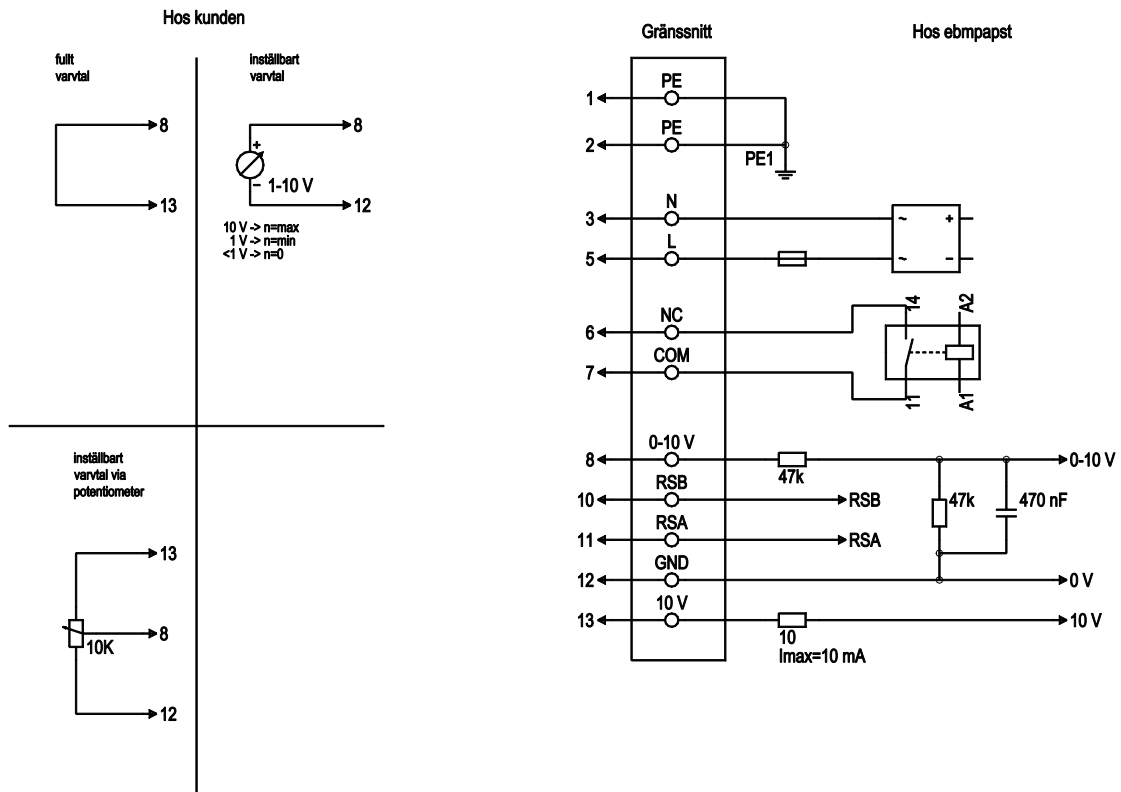 Hos kunden
fullt
varvtal
8
13
inställbart
varvtal
8
+
–
1-10 V
12
10 V -> n=max
1 V -> n=min
<1 V -> n=0
inställbart
varvtal via
potentiometer
13
8
10K
12
Gränssnitt
Hos ebmpapst
1
PE
2
PE
PE1
3
N
~
+
5
L
~
–
6
NC
14
A2
7
COM
11
A1
8
0-10 V
47k
0-10 V
10
RSB
RSB
47k
470 nF
11
RSA
RSA
12
GND
0 V
13
10 V
10
Imax=10 mA
10 V